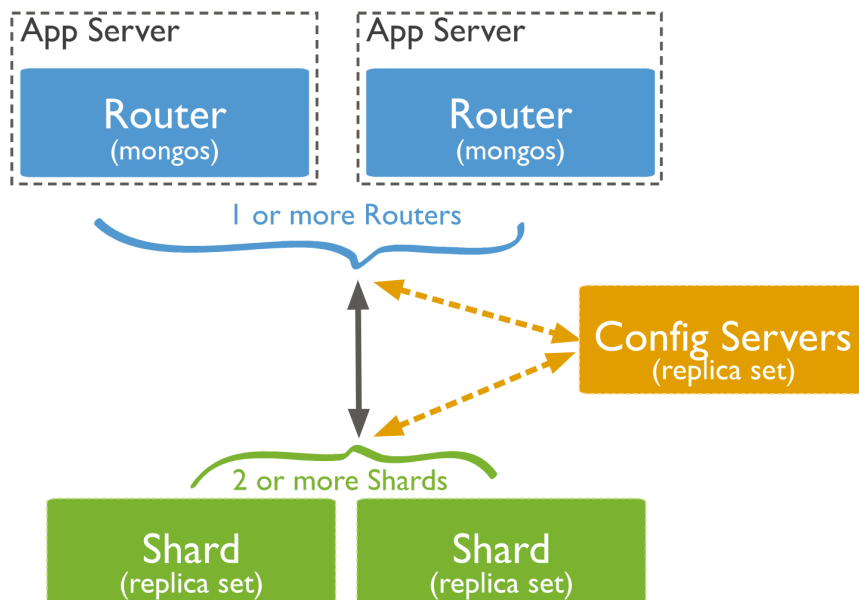 App Server
App Server
Router
(mongos)
Router
(mongos)
1 or more Routers
Config Servers
(replica set)
2 or more Shards
Shard
(replica set)
Shard
(replica set)